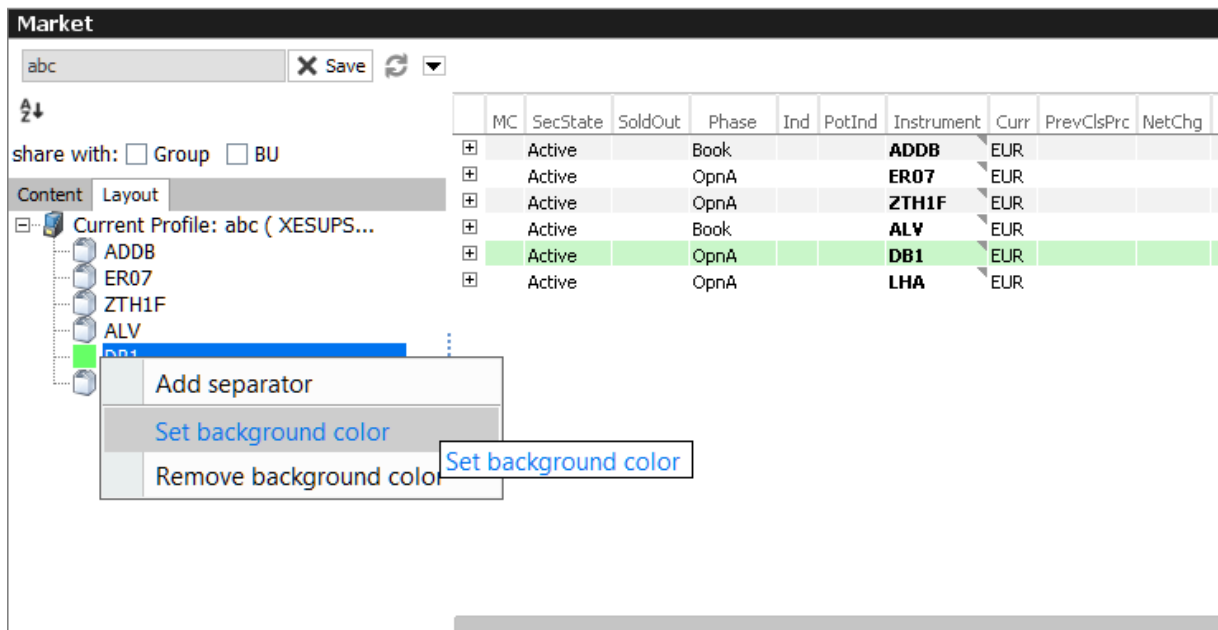 Market
abc
Save
A
Z
share with: Group BU
Content Layout
Current Profile: abc ( XESUPS...
ADDB
ER07
ZTH1F
ALV
DB1
Add separator
Set background color
Remove background color
Set background color
MC SecState SoldOut Phase Ind PotInd Instrument Curr PrevClsPrc NetChg
Active Book ADDB EUR
Active OpnA ER07 EUR
Active OpnA ZTH1F EUR
Active Book ALV EUR
Active OpnA DB1 EUR
Active OpnA LHA EUR